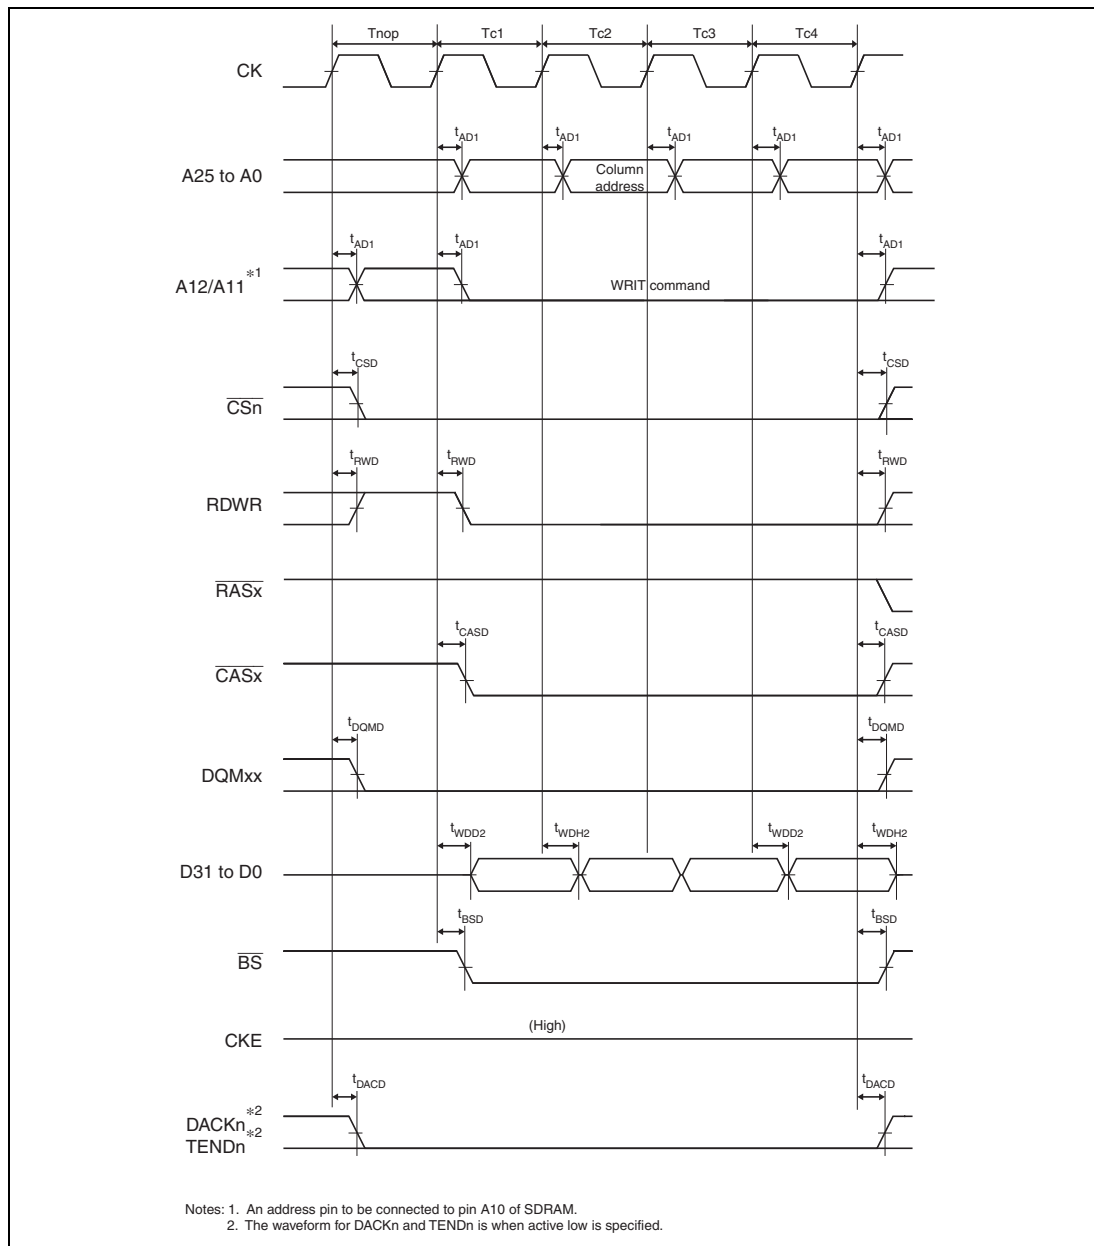 Tnop Tc1 Tc2 Tc3 Tc4
CK
tAD1 tAD1 tAD1 tAD1 tAD1
A25 to A0
Column
address
tAD1 tAD1 tAD1
A12/A11*1
WRIT command
tCSD tCSD
CSn
tRWD tRWD tRWD
RDWR
RASx
tCASD tCASD
CASx
tDQMD tDQMD
DQMxx
tWDD2 tWDH2 tWDD2 tWDH2
D31 to D0
tBSD tBSD
BS
(High)
CKE
tDACD tDACD
DACKn*2
TENDn*2
Notes: 1. An address pin to be connected to pin A10 of SDRAM.
2. The waveform for DACKn and TENDn is when active low is specified.